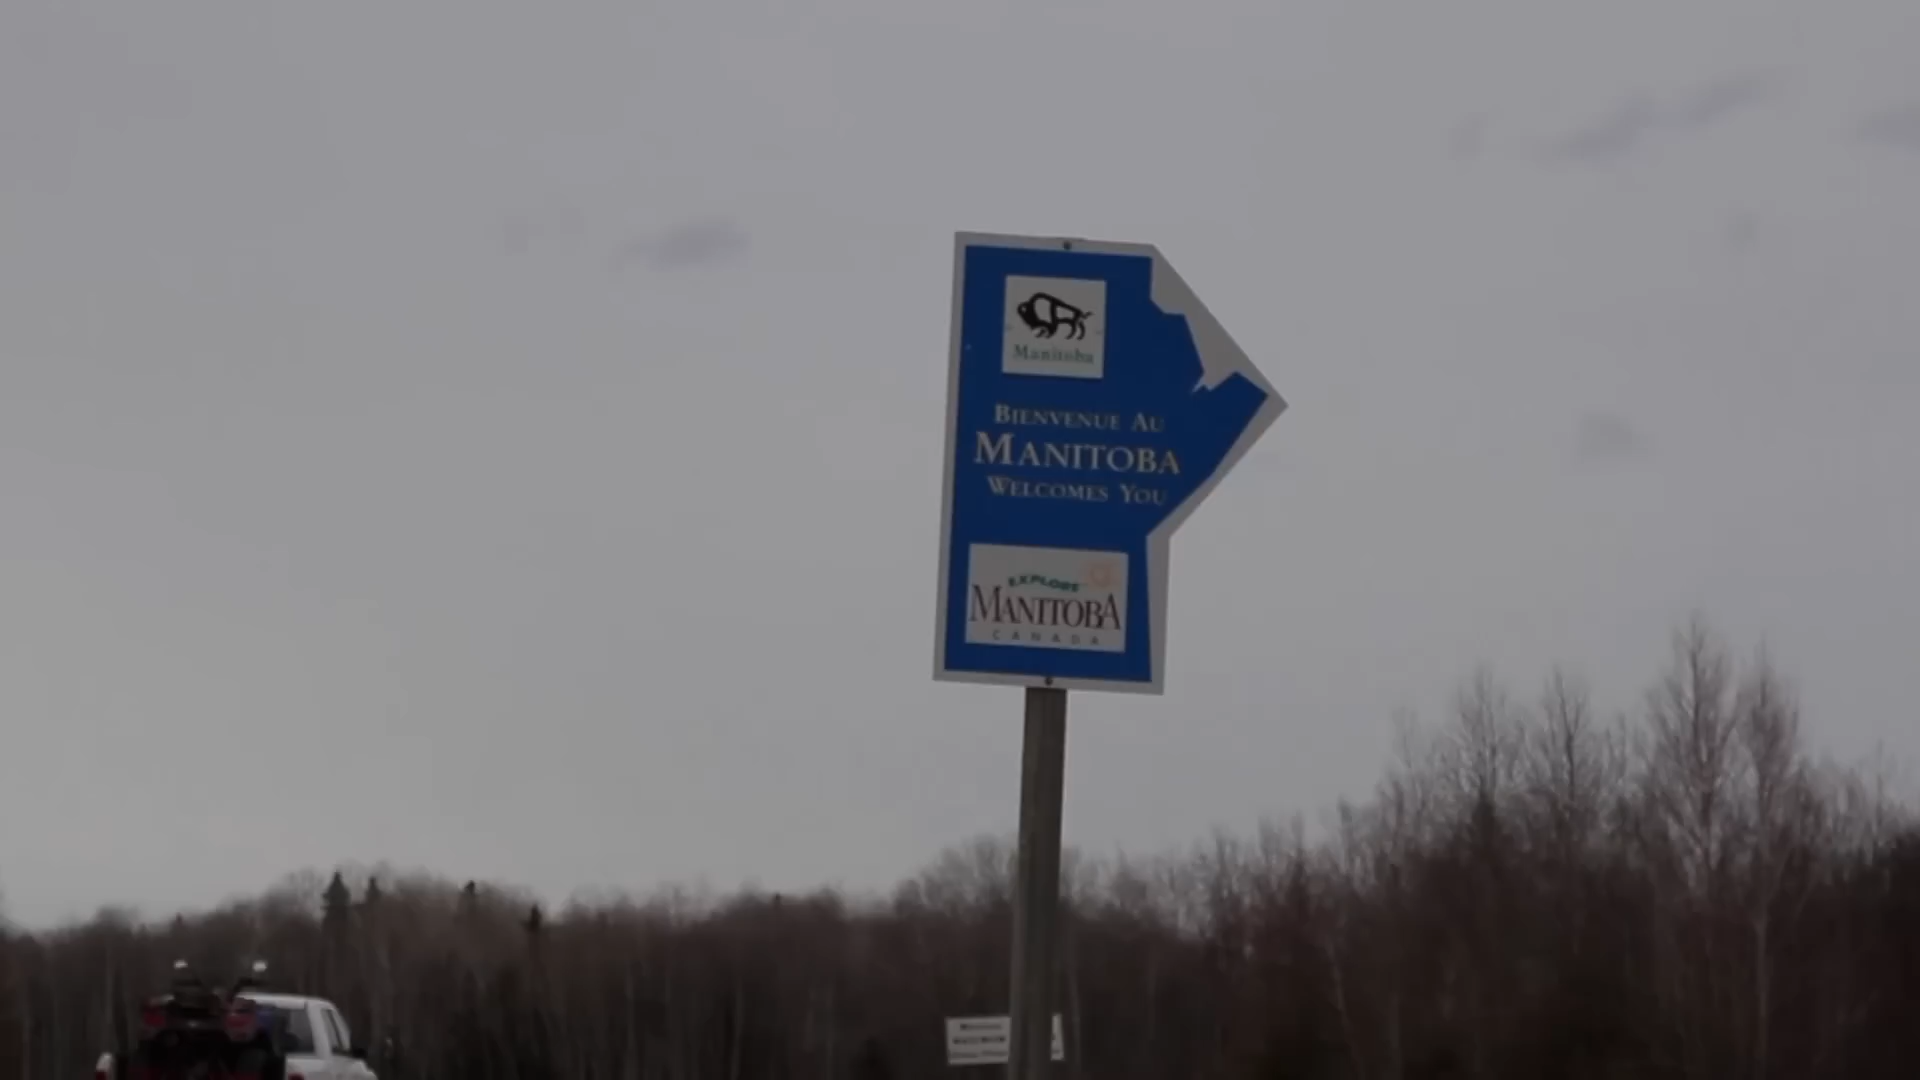 Manitoba
BIENVENUE AU
MANITOBA
WELCOMES YOU
EXPLORE
MANITOBA
CANADA